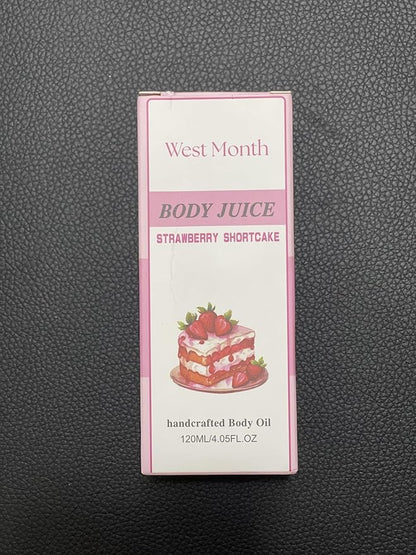 West Month
BODY JUICE
STRAWBERRY SHORTCAKE
handcrafted Body Oil
120ML/4.05FL.OZ